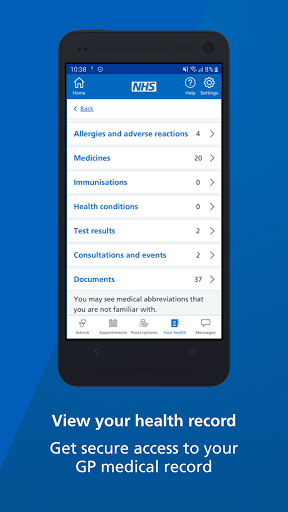 10:38 8%
Home NHS Help Settings
Back
Allergies and adverse reactions 4
Medicines 20
Immunisations 0
Health conditions 0
Test results 2
Consultations and events 2
Documents 37
You may see medical abbreviations that
you are not familiar with.
Advice Appointments Prescriptions Your health Messages
View your health record
Get secure access to your
GP medical record